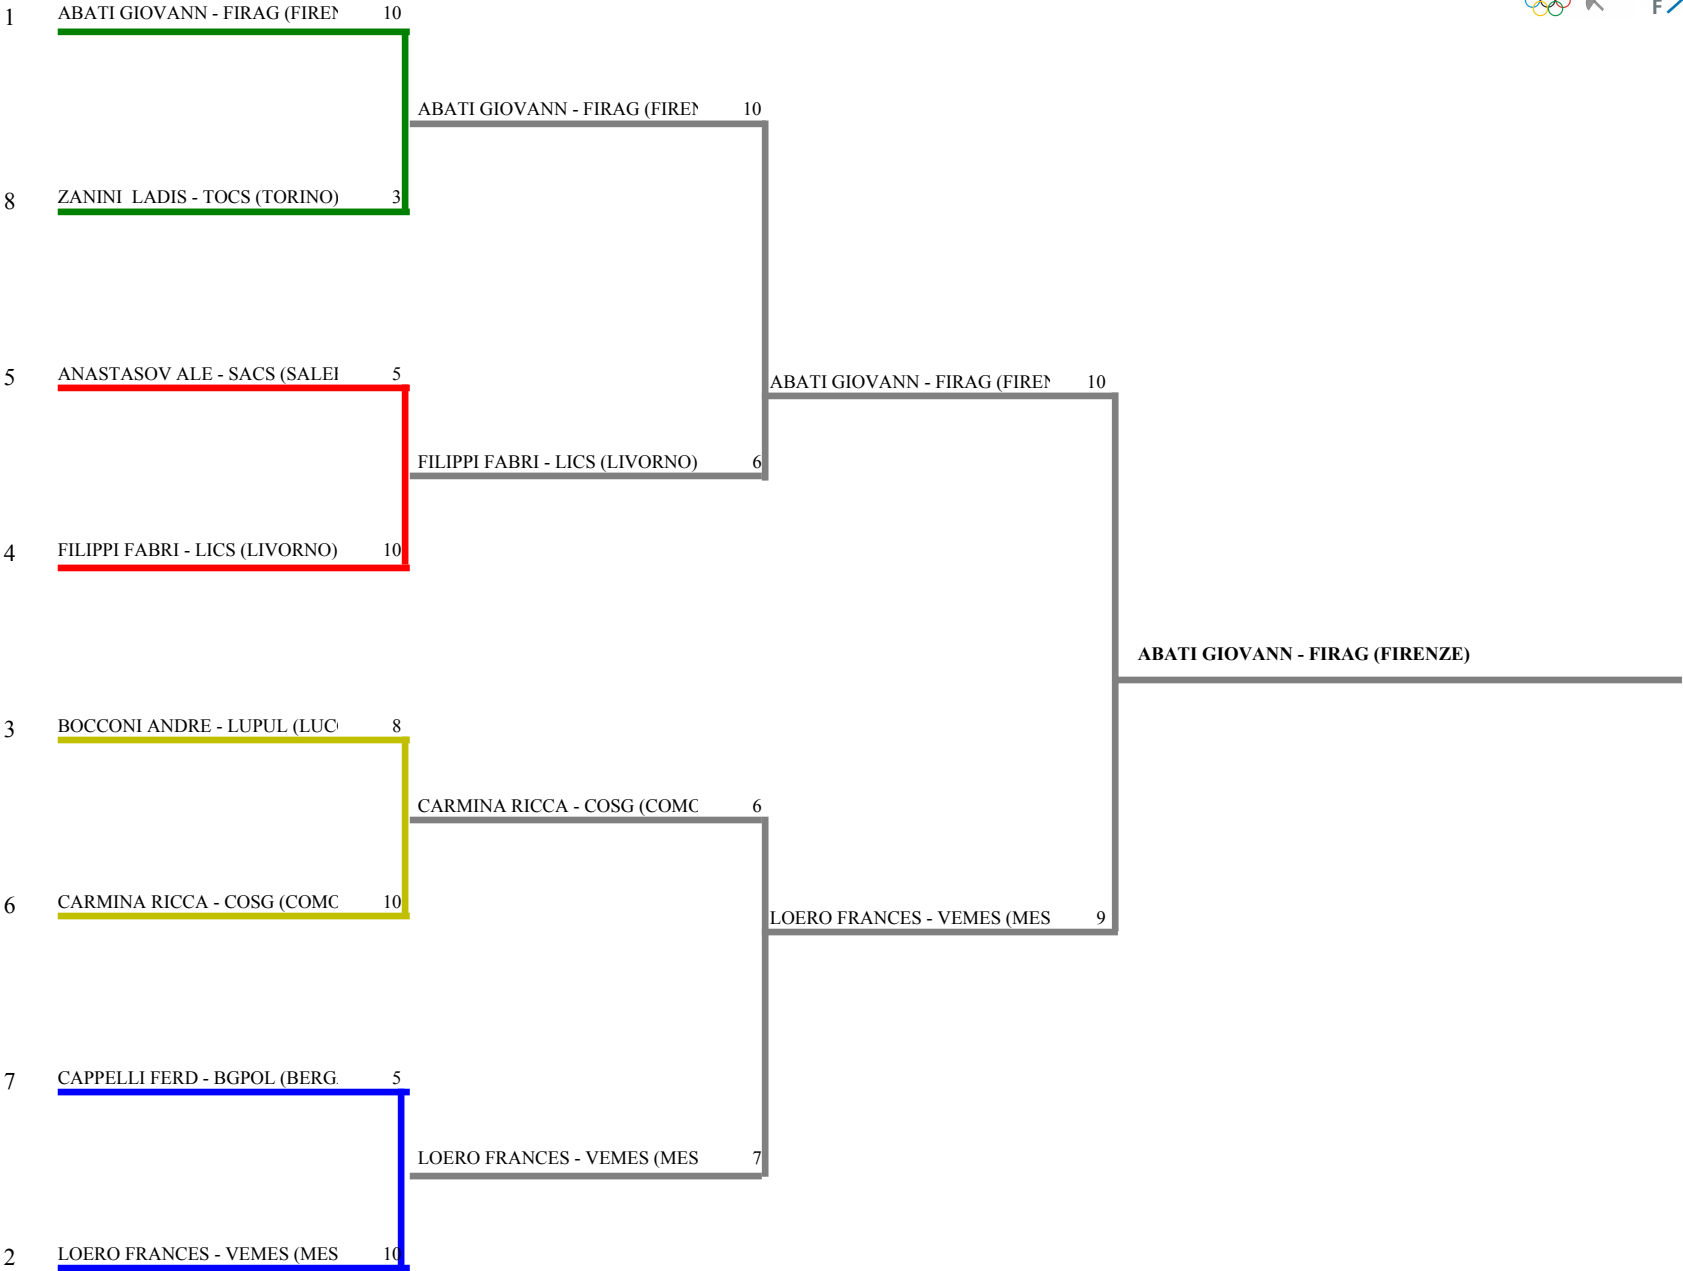 F
1 ABATI GIOVANN - FIRAG (FIREN 10
ABATI GIOVANN - FIRAG (FIREN 10
8 ZANINI LADIS - TOCS (TORINO) 3
5 ANASTASOV ALE - SACS (SALE 5
ABATI GIOVANN - FIRAG (FIREN 10
FILIPPI FABRI - LICS (LIVORNO) 6
4 FILIPPI FABRI - LICS (LIVORNO) 10
ABATI GIOVANN - FIRAG (FIRENZE)
3 BOCCONI ANDRE - LUPUL (LUC 8
CARMINA RICCA - COSG (COMO 6
6 CARMINA RICCA - COSG (COMO 10
LOERO FRANCES - VEMES (MES 9
7 CAPPELLI FERD - BGPOL (BERG 5
LOERO FRANCES - VEMES (MES 7
2 LOERO FRANCES - VEMES (MES 10